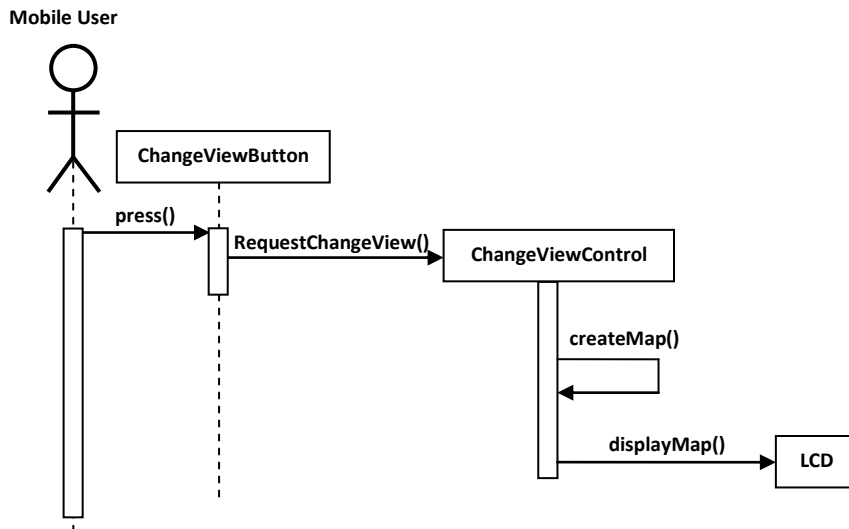 Mobile User
ChangeViewButton
press()
RequestChangeView()
ChangeViewControl
createMap()
displayMap()
LCD